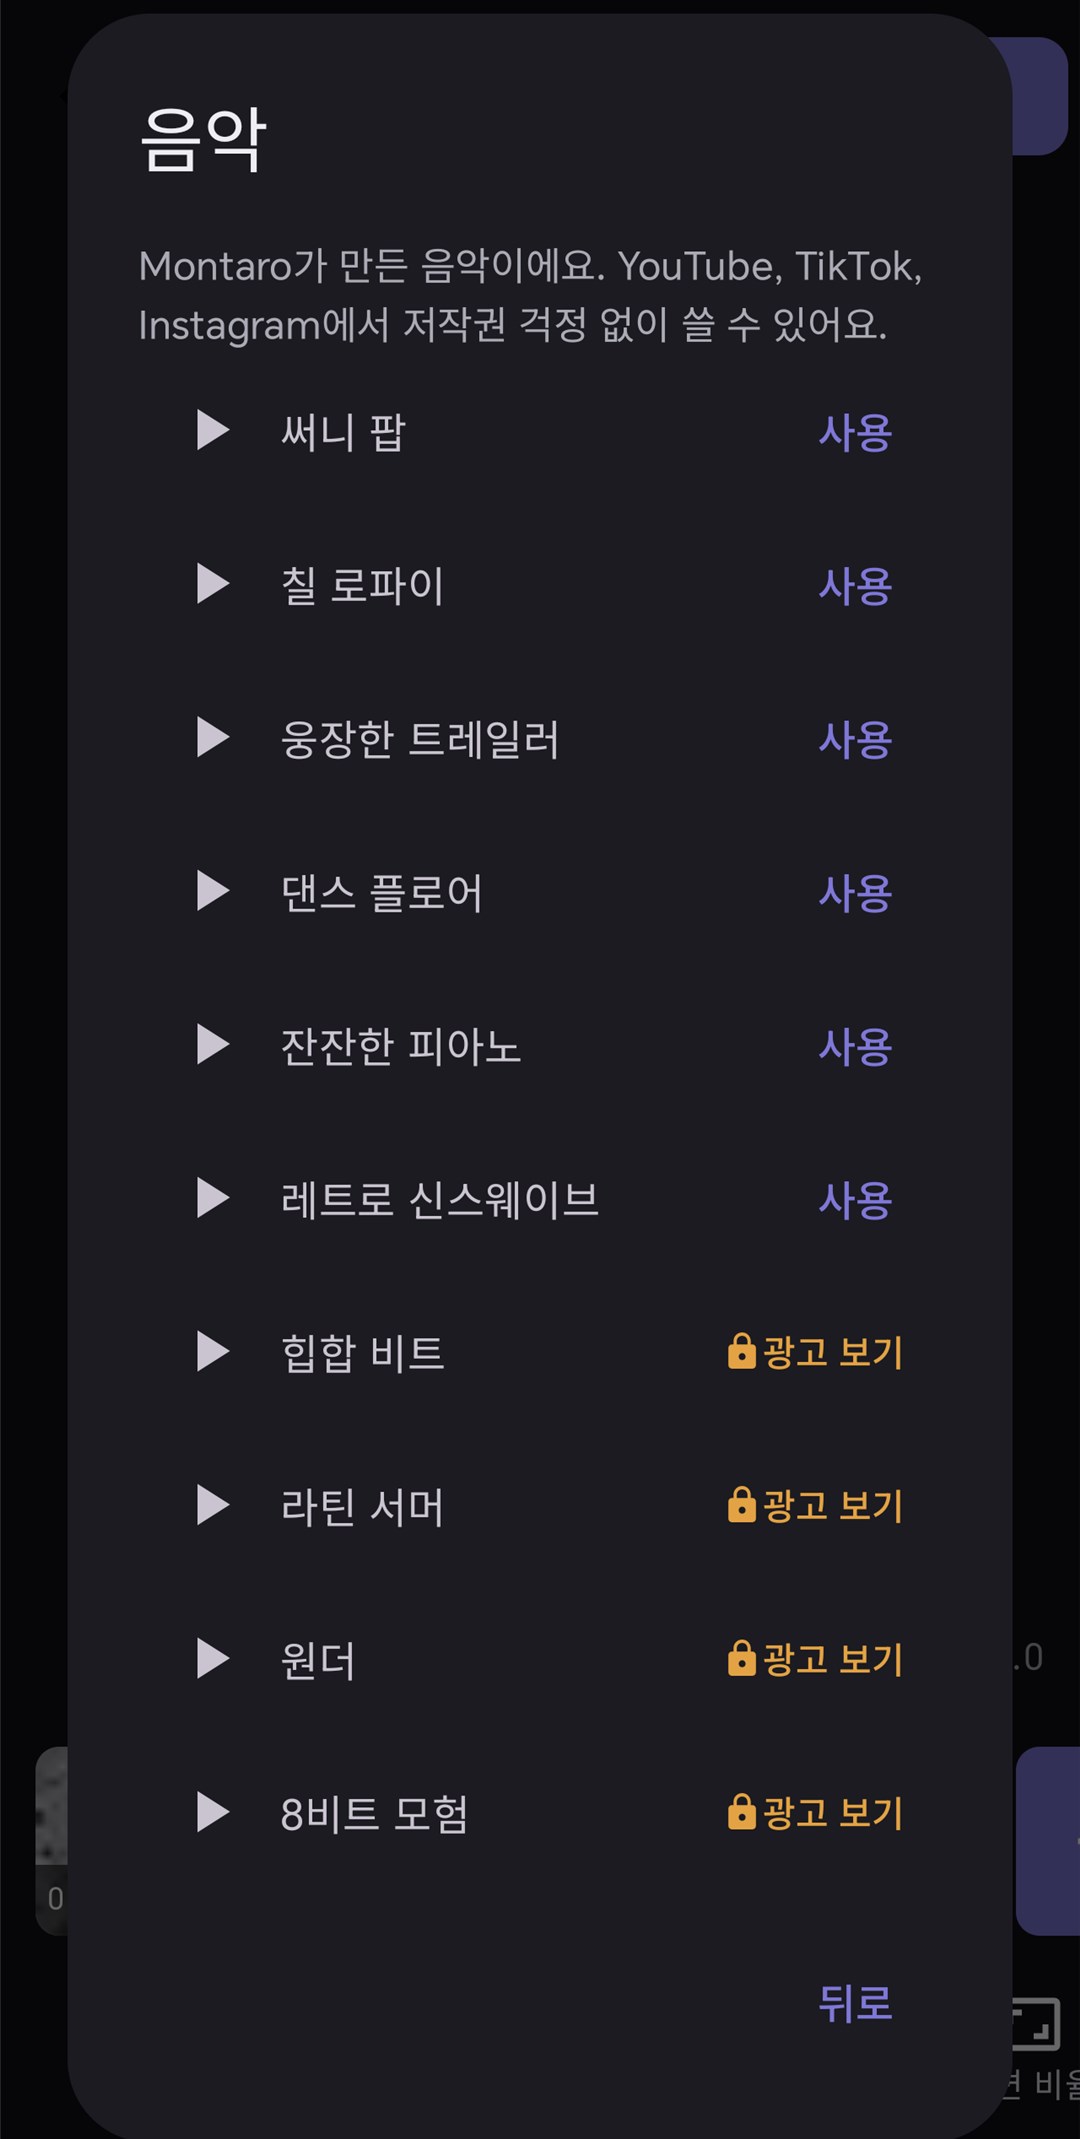 음악
Montaro가 만든 음악이에요. YouTube, TikTok,
Instagram에서 저작권 걱정 없이 쓸 수 있어요.
써니 팝 사용
칠 로파이 사용
웅장한 트레일러 사용
댄스 플로어 사용
잔잔한 피아노 사용
레트로 신스웨이브 사용
힙합 비트 광고 보기
라틴 서머 광고 보기
원더 광고 보기
.0
8비트 모험 광고 보기
0
뒤로